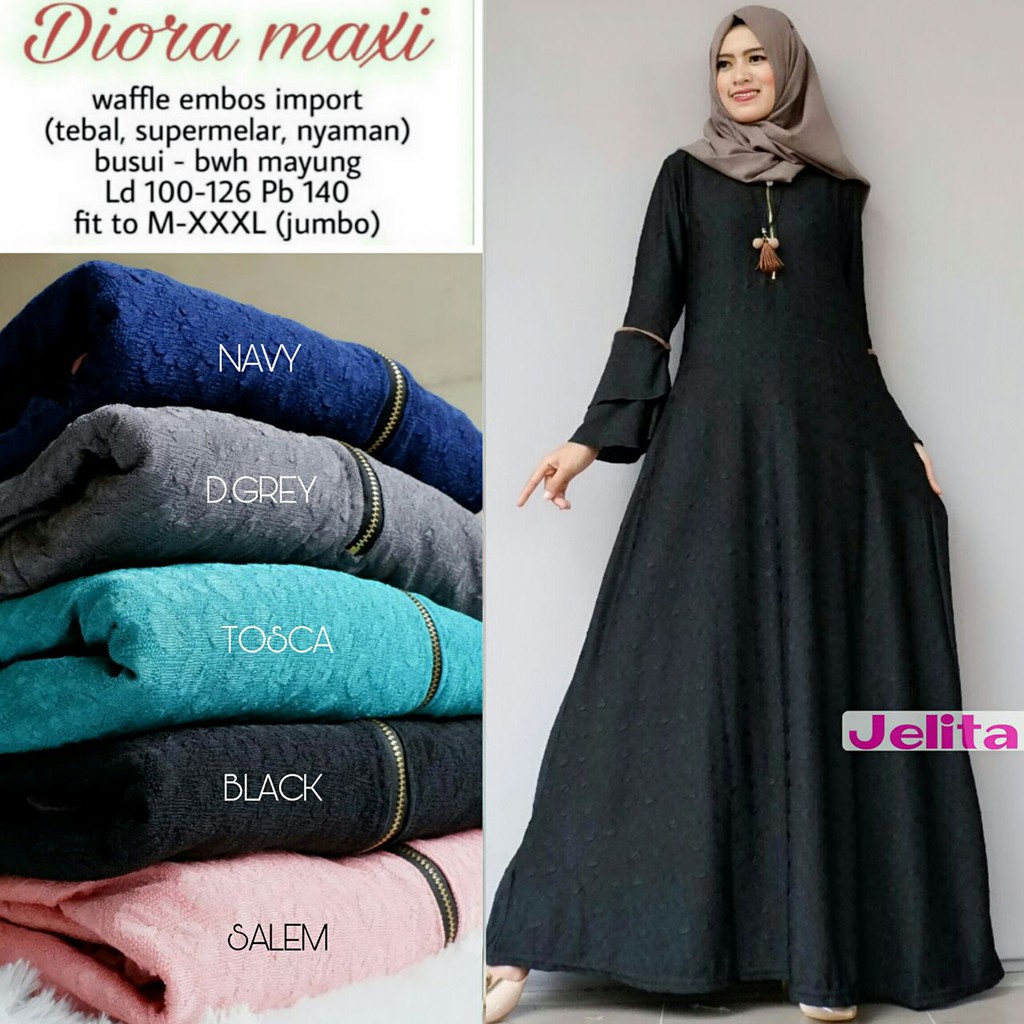 Diora maxi
waffle embos import
(tebal, supermelar, nyaman)
busui - bwh mayung
Ld 100-126 Pb 140
fit to M-XXXL (jumbo)
NAVY
D.GREY
TOSCA
BLACK
SALEM
Jelita